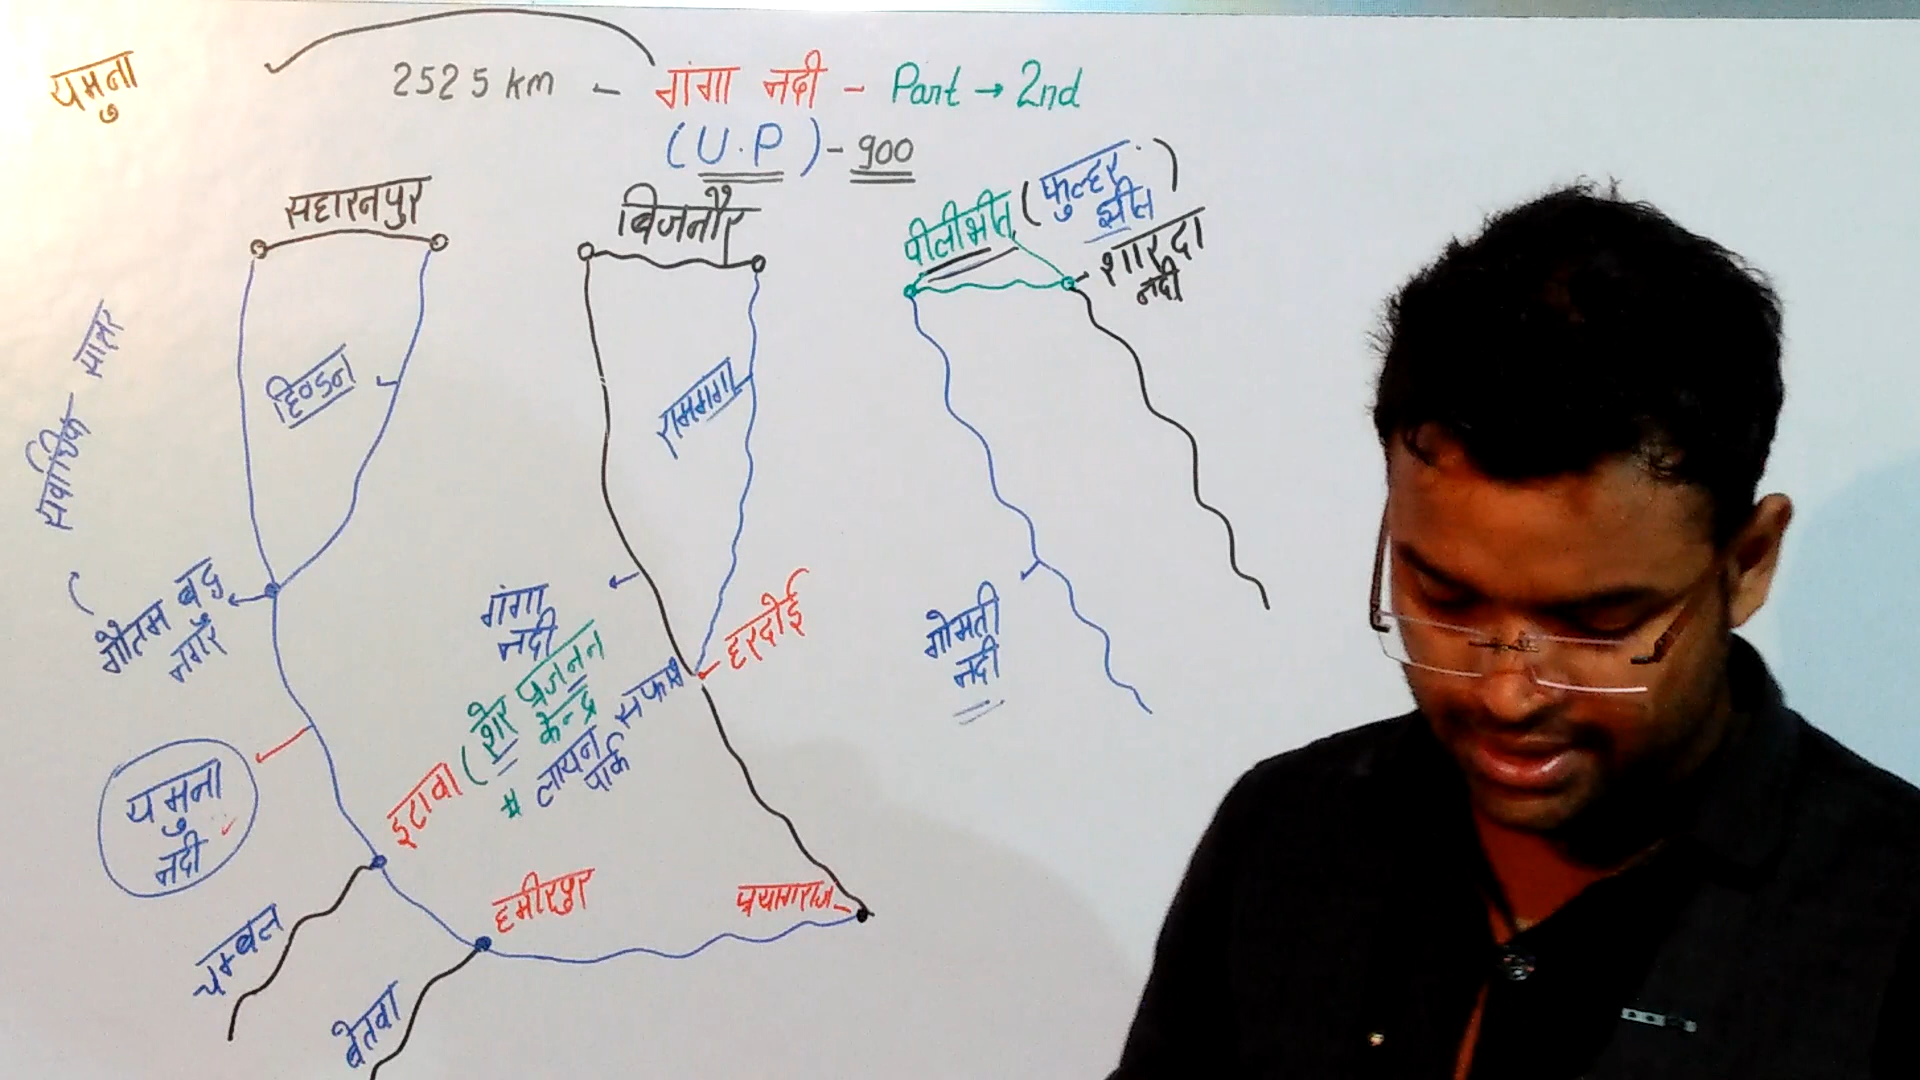 यमुना
2525 km - गंगा नदी - Part → 2nd
(U.P) - 900
सहारनपुर
बिजनौर
पीलीभीत (फुल्हर झील)
शारदा
नदी
हिण्डन
रामगंगा
सर्वाधिक
गौतम बुद्ध
नगर
गंगा
नदी
हरदोई
गोमती
नदी
इटावा (शेर प्रजनन
केन्द्र
# लायन सफारी
पार्क
यमुना
नदी
हमीरपुर
प्रयागराज
चम्बल
बेतवा